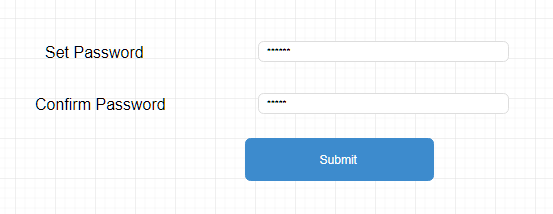 Set Password
******
Confirm Password
*****
Submit